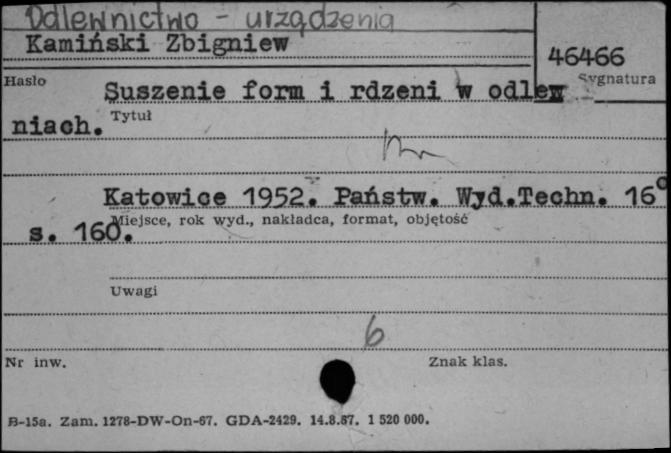 Odlewnictwo - urządzenia
Kamiński Zbigniew
46466
Hasło
Sygnatura
Suszenie form i rdzeni w odlew
Tytuł
niach.
Katowice 1952. Państw. Wyd.Techn. 16°
Miejsce, rok wyd., nakładca, format, objętość
s. 160.
Uwagi
6
Nr inw.
Znak klas.
B-15a. Zam. 1278-DW-On-67. GDA-2429. 14.8.67. 1 520 000.